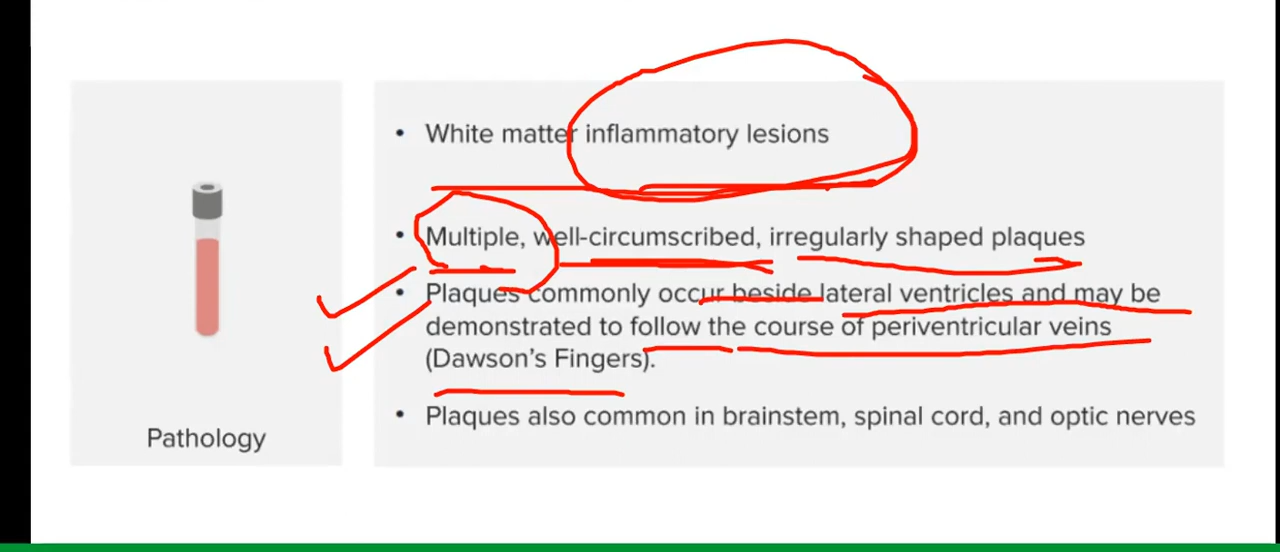 • White matter inflammatory lesions
• Multiple, well-circumscribed, irregularly shaped plaques
• Plaques commonly occur beside lateral ventricles and may be
demonstrated to follow the course of periventricular veins
(Dawson's Fingers).
• Plaques also common in brainstem, spinal cord, and optic nerves
Pathology